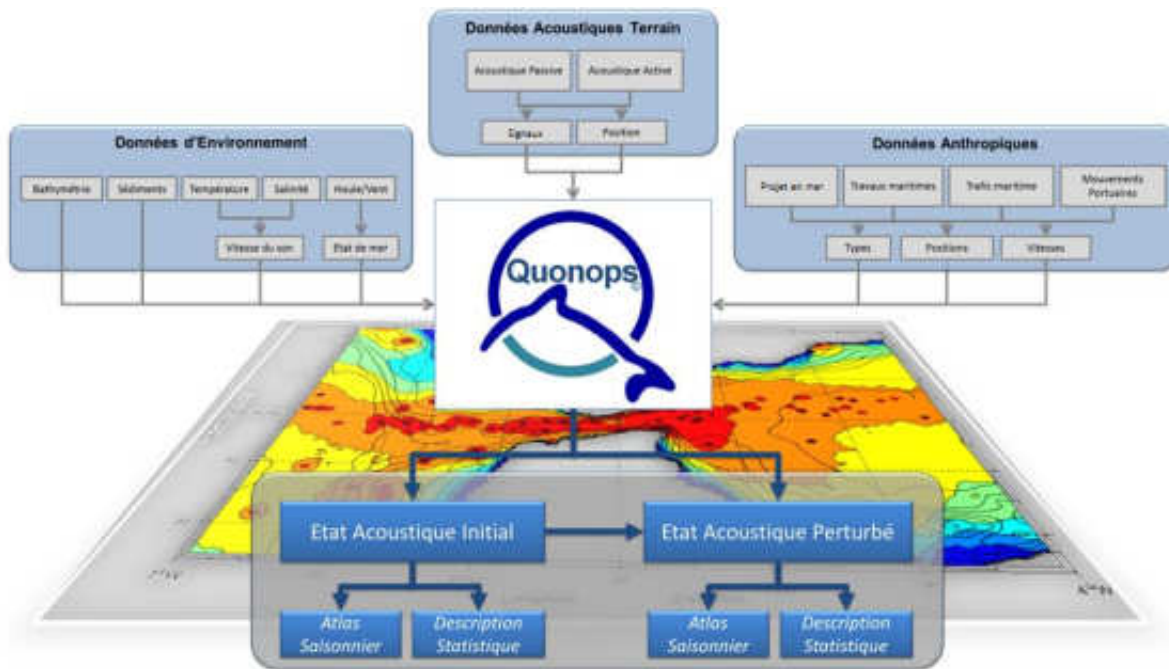 Données Acoustiques Terrain
Acoustique Passive
Acoustique Active
Signaux
Position
Données d'Environnement
Bathymétrie
Sédiments
Température
Salinité
Houle/Vent
Vitesse du son
Etat de mer
Données Anthropiques
Projet en mer
Travaux maritimes
Trafic maritime
Mouvements
Portuaires
Types
Positions
Vitesses
Quonops
Etat Acoustique Initial
Etat Acoustique Perturbé
Atlas
Saisonnier
Description
Statistique
Atlas
Saisonnier
Description
Statistique